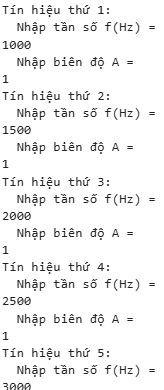 Tín hiệu thứ 1:
  Nhập tần số f(Hz) =
1000
  Nhập biên độ A =
1
Tín hiệu thứ 2:
  Nhập tần số f(Hz) =
1500
  Nhập biên độ A =
1
Tín hiệu thứ 3:
  Nhập tần số f(Hz) =
2000
  Nhập biên độ A =
1
Tín hiệu thứ 4:
  Nhập tần số f(Hz) =
2500
  Nhập biên độ A =
1
Tín hiệu thứ 5:
  Nhập tần số f(Hz) =
3000